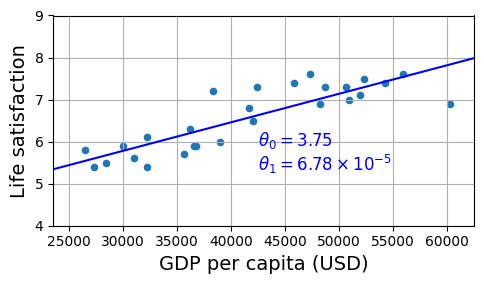 9
8
7
6
5
4
Life satisfaction
θ₀ = 3.75
θ₁ = 6.78 × 10⁻⁵
25000 30000 35000 40000 45000 50000 55000 60000
GDP per capita (USD)